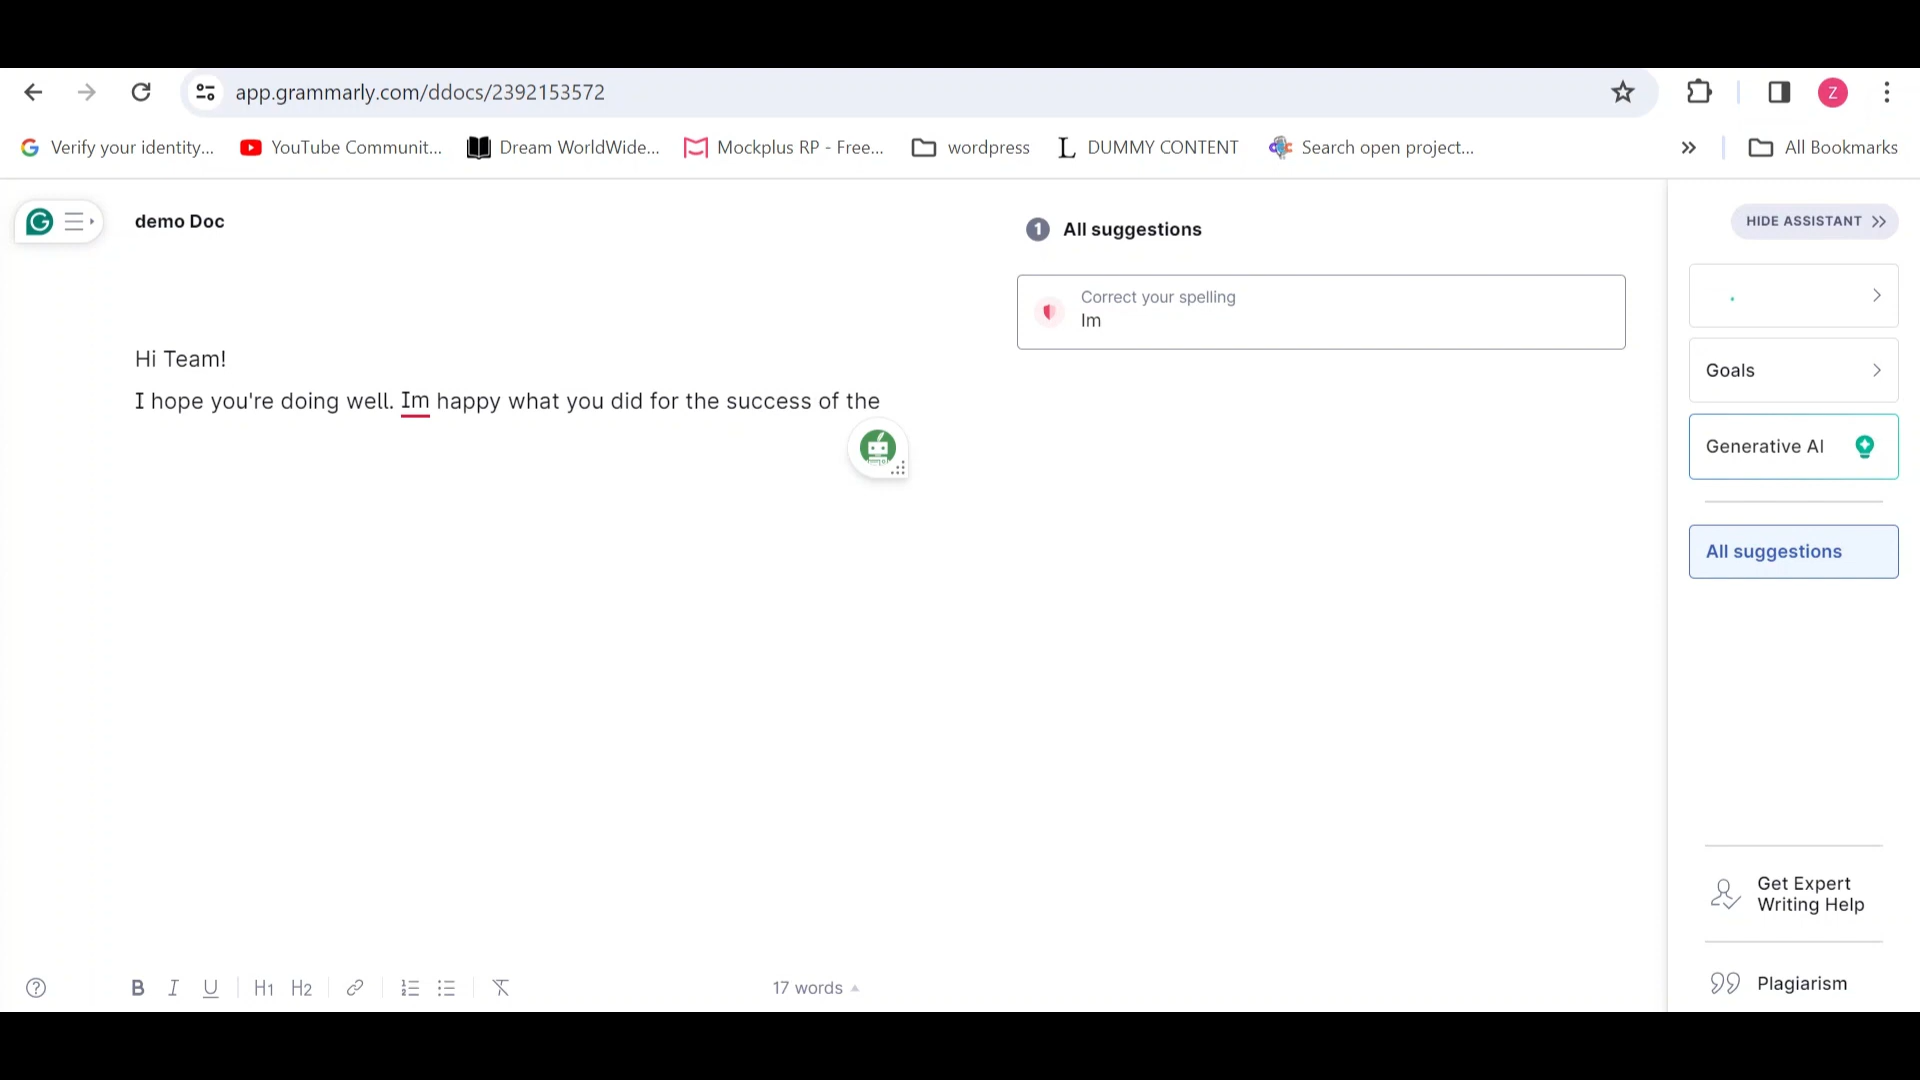 app.grammarly.com/ddocs/2392153572
Z
Verify your identity...
YouTube Communit...
Dream WorldWide...
Mockplus RP - Free...
wordpress
L DUMMY CONTENT
Search open project...
All Bookmarks
demo Doc
1 All suggestions
HIDE ASSISTANT
Correct your spelling
Im
Goals
Hi Team!
I hope you're doing well. Im happy what you did for the success of the
Generative AI
All suggestions
Get Expert
Writing Help
Plagiarism
B I U H1 H2
17 words